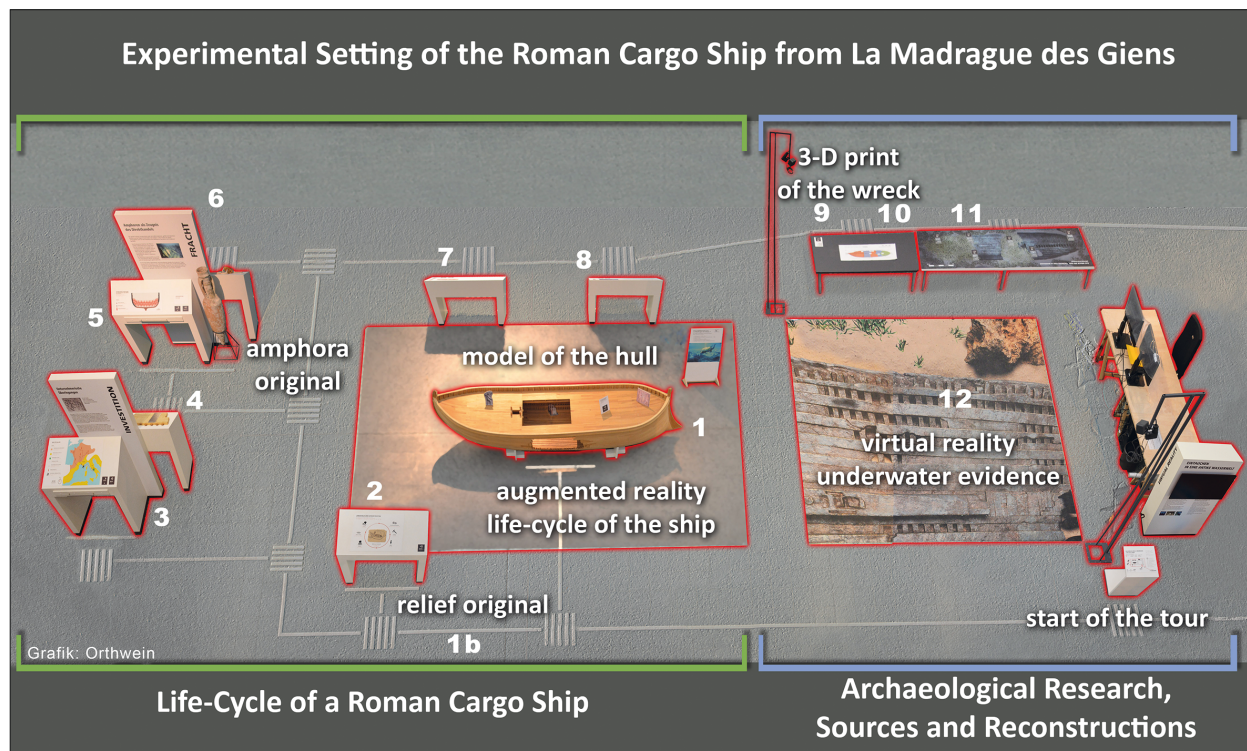 Experimental Setting of the Roman Cargo Ship from La Madrague des Giens
3-D print
of the wreck
6
9
10
11
FRACHT
7
8
5
amphora
original
model of the hull
INVESTITION
4
12
1
virtual reality
underwater evidence
augmented reality
life-cycle of the ship
2
3
relief original
start of the tour
1b
Grafik: Orthwein
Life-Cycle of a Roman Cargo Ship
Archaeological Research,
Sources and Reconstructions